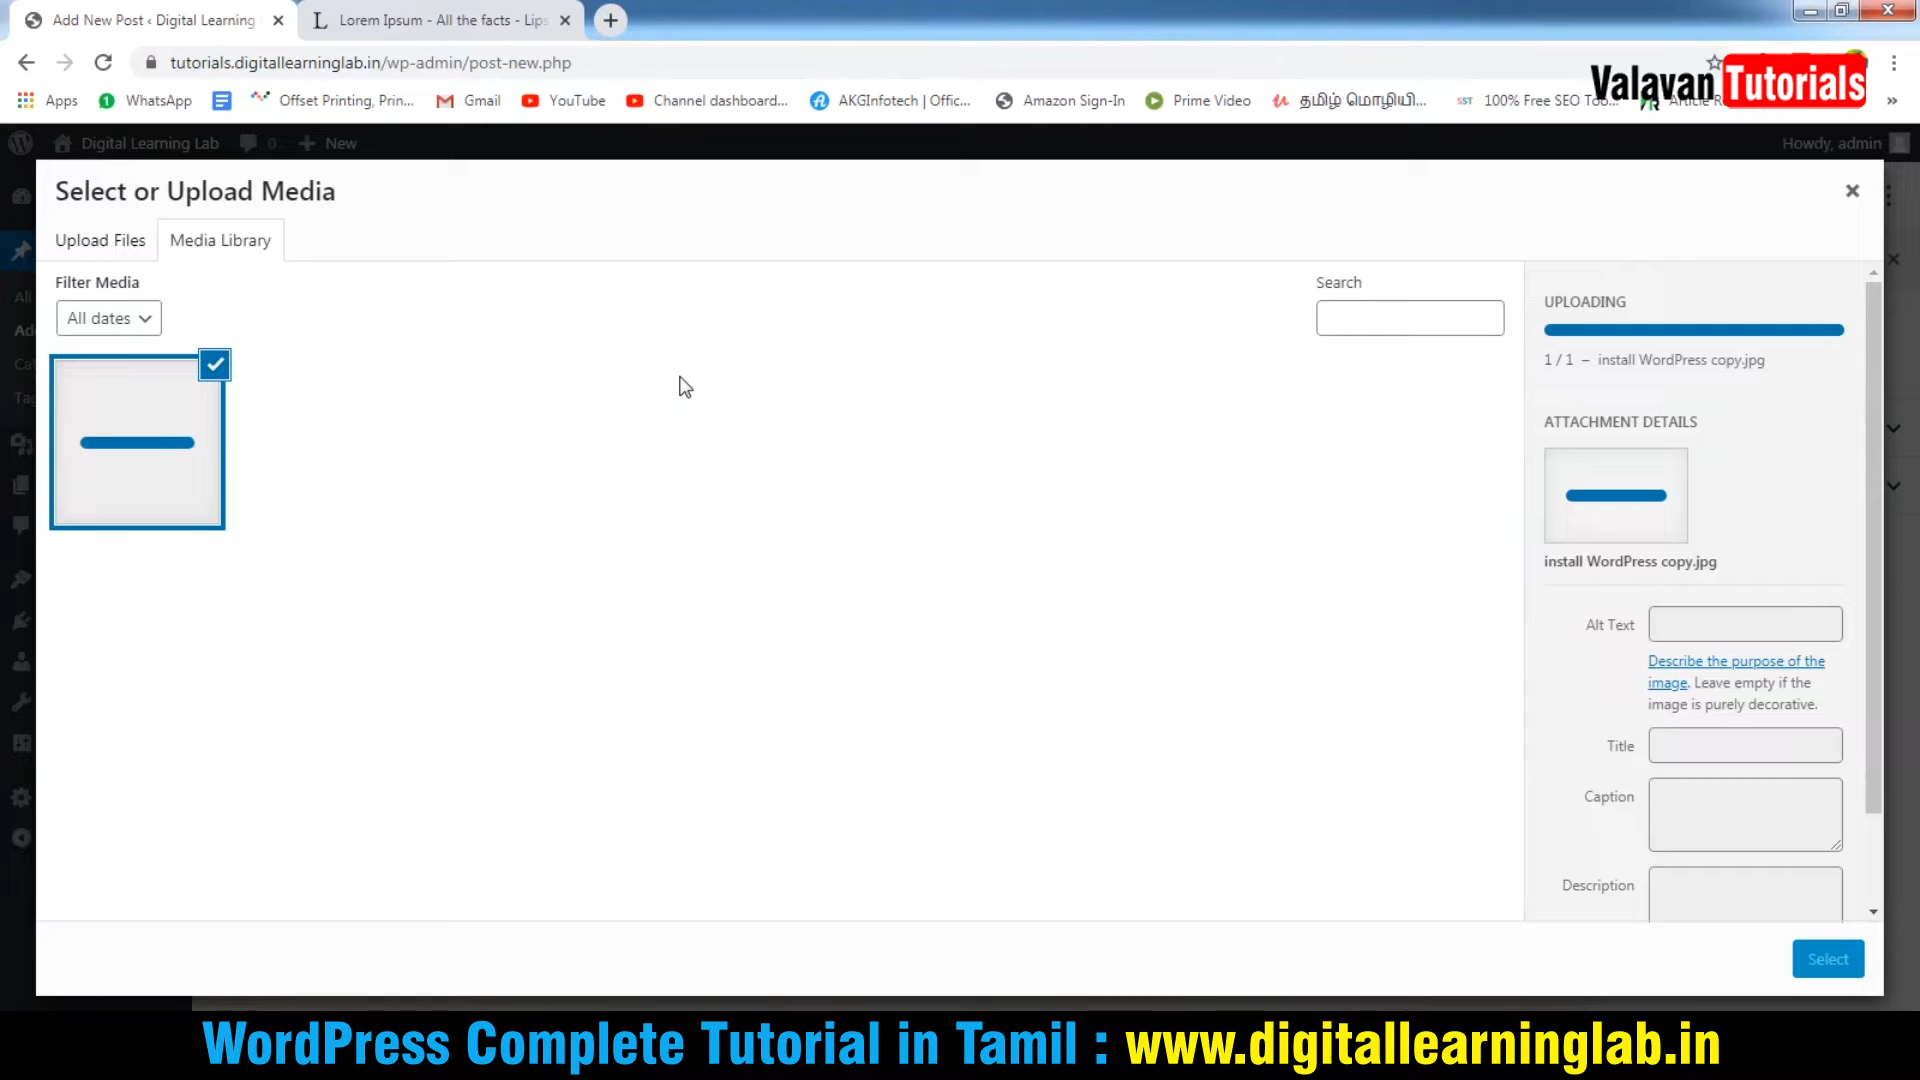 Add New Post ‹ Digital Learning
Lorem Ipsum - All the facts - Lips
tutorials.digitallearninglab.in/wp-admin/post-new.php
Valavan Tutorials
Apps
WhatsApp
Offset Printing, Prin...
Gmail
YouTube
Channel dashboard...
AKGInfotech | Offic...
Amazon Sign-In
Prime Video
தமிழ் மொழியி...
SST 100% Free SEO Too...
Digital Learning Lab
0
New
Howdy, admin
Select or Upload Media
Upload Files
Media Library
Filter Media
All dates
Search
UPLOADING
1 / 1 – install WordPress copy.jpg
ATTACHMENT DETAILS
install WordPress copy.jpg
Alt Text
Describe the purpose of the
image. Leave empty if the
image is purely decorative.
Title
Caption
Description
Select
WordPress Complete Tutorial in Tamil : www.digitallearninglab.in